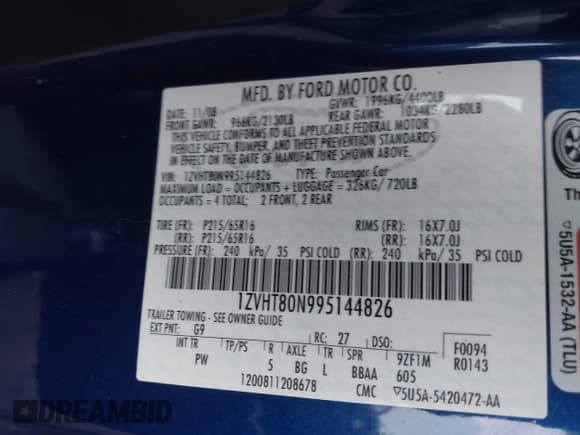 MFD. BY FORD MOTOR CO.
DATE: 11/08 GVWR: 1996KG/4400LB
FRONT GAWR: 966KG/2130LB REAR GAWR: 1034KG/2280LB
THIS VEHICLE CONFORMS TO ALL APPLICABLE FEDERAL MOTOR
VEHICLE SAFETY, BUMPER, AND THEFT PREVENTION STANDARDS
IN EFFECT ON THE DATE OF MANUFACTURE SHOWN ABOVE.
VIN: 1ZVHT80N995144826 TYPE: Passenger Car
MAXIMUM LOAD = OCCUPANTS + LUGGAGE = 326KG/ 720LB
OCCUPANTS = 4 TOTAL; 2 FRONT, 2 REAR
TIRE (FR): P215/65R16 RIMS (FR): 16X7.0J
(RR): P215/65R16 (RR): 16X7.0J
PRESSURE (FR): 240 kPa/ 35 PSI COLD (RR): 240 kPa/ 35 PSI COLD
1ZVHT80N995144826
TRAILER TOWING - SEE OWNER GUIDE
EXT PNT: G9 RC: 27 DSO: F0094
INT TR TP/PS R AXLE TR SPR 9ZF1M R0143
PW 5 BG L BBAA 605
1200811208678 CMC ▽5U5A-5420472-AA
Th
▽5U5A-1532-AA (TLU)
DREAMBID